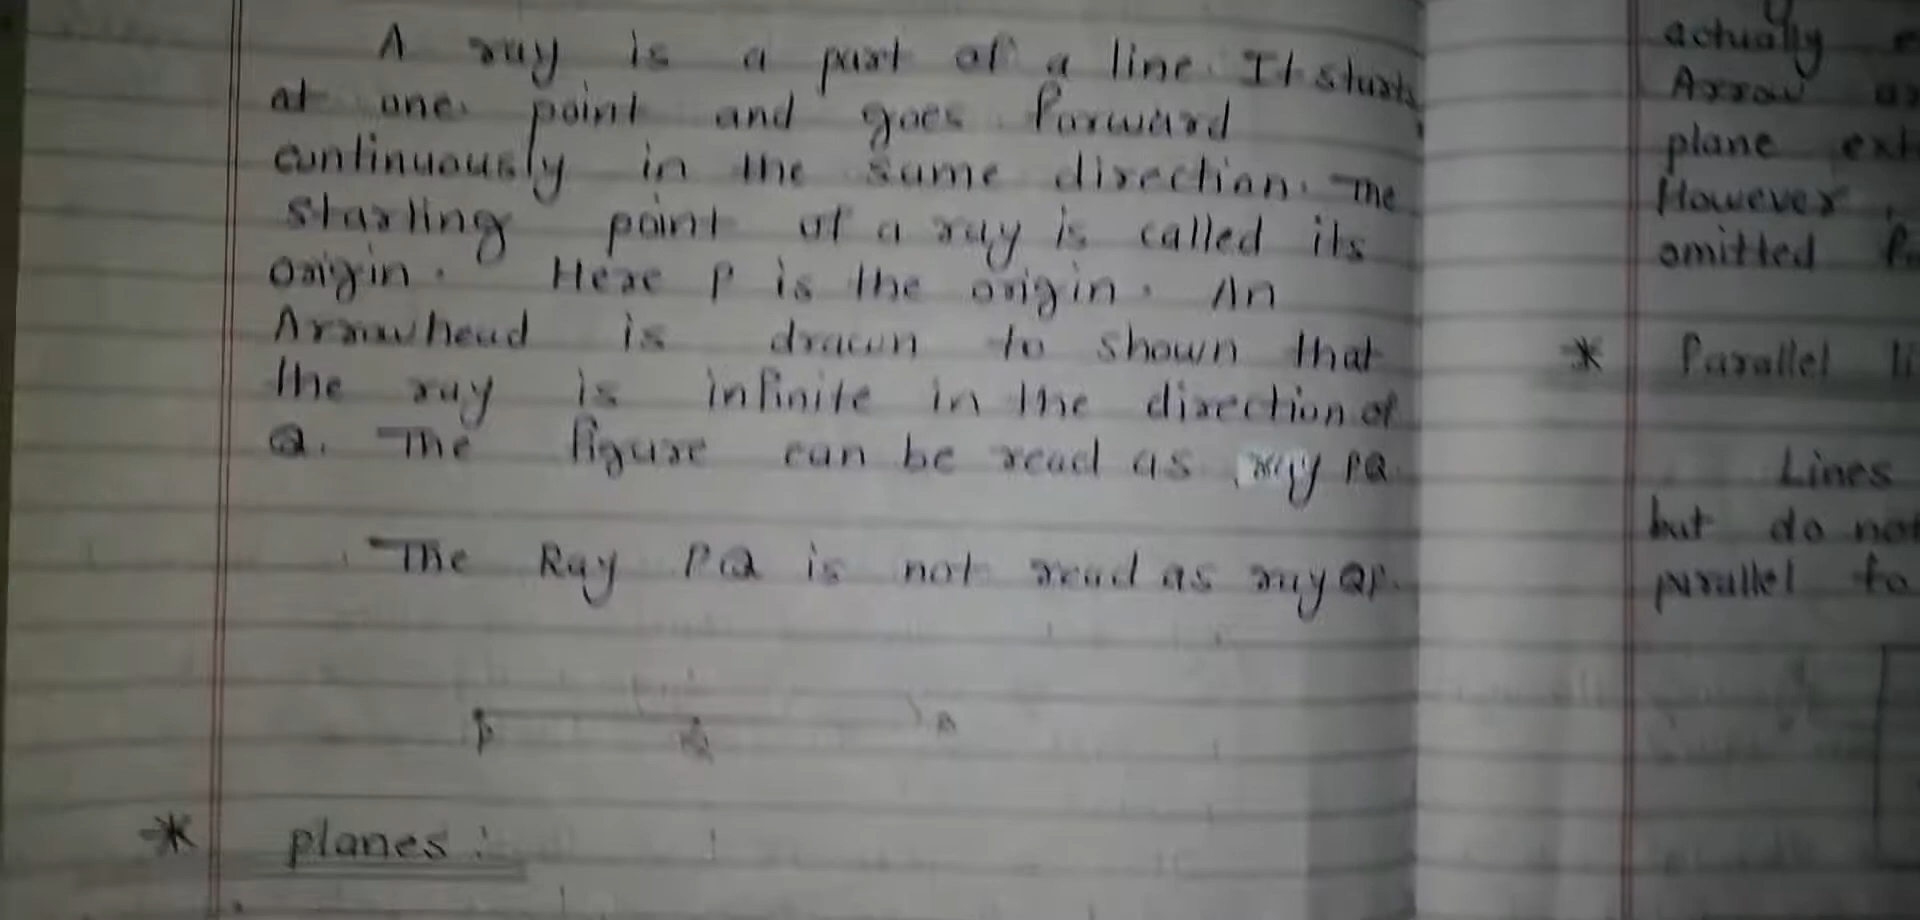 A ray is a part of a line. It starts
at one point and goes forward
continuously in the same direction. The
starting point of a ray is called its
origin. Here P is the origin. An
Arrowhead is drawn to shown that
the ray is infinite in the direction of
Q. The figure can be read as ray PQ
The Ray PQ is not read as ray QP.
P
* planes :
actually
Arrow
plane
However,
omitted
* Parallel
Lines
but do not
parallel to